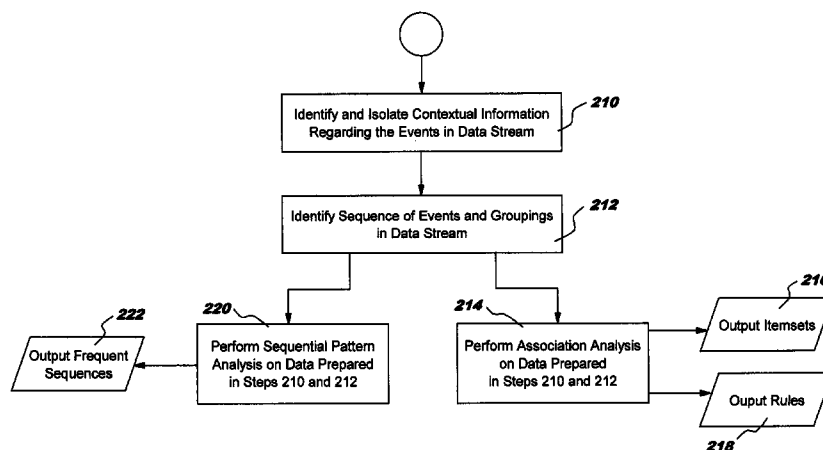 210
Identify and Isolate Contextual Information
Regarding the Events in Data Stream
212
Identify Sequence of Events and Groupings
in Data Stream
222
Output Frequent
Sequences
220
Perform Sequential Pattern
Analysis on Data Prepared
in Steps 210 and 212
214
Perform Association Analysis
on Data Prepared
in Steps 210 and 212
216
Output Itemsets
Ouput Rules
218